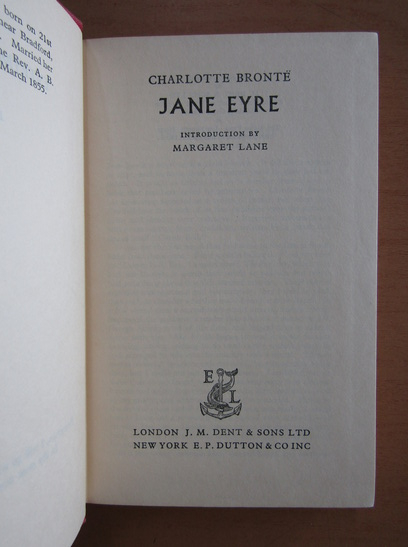 born on 21st
near Bradford,
Married her
Rev. A. B.
March 1855.
CHARLOTTE BRONTË
JANE EYRE
INTRODUCTION BY
MARGARET LANE
E
L
LONDON J. M. DENT & SONS LTD
NEW YORK E. P. DUTTON & CO INC